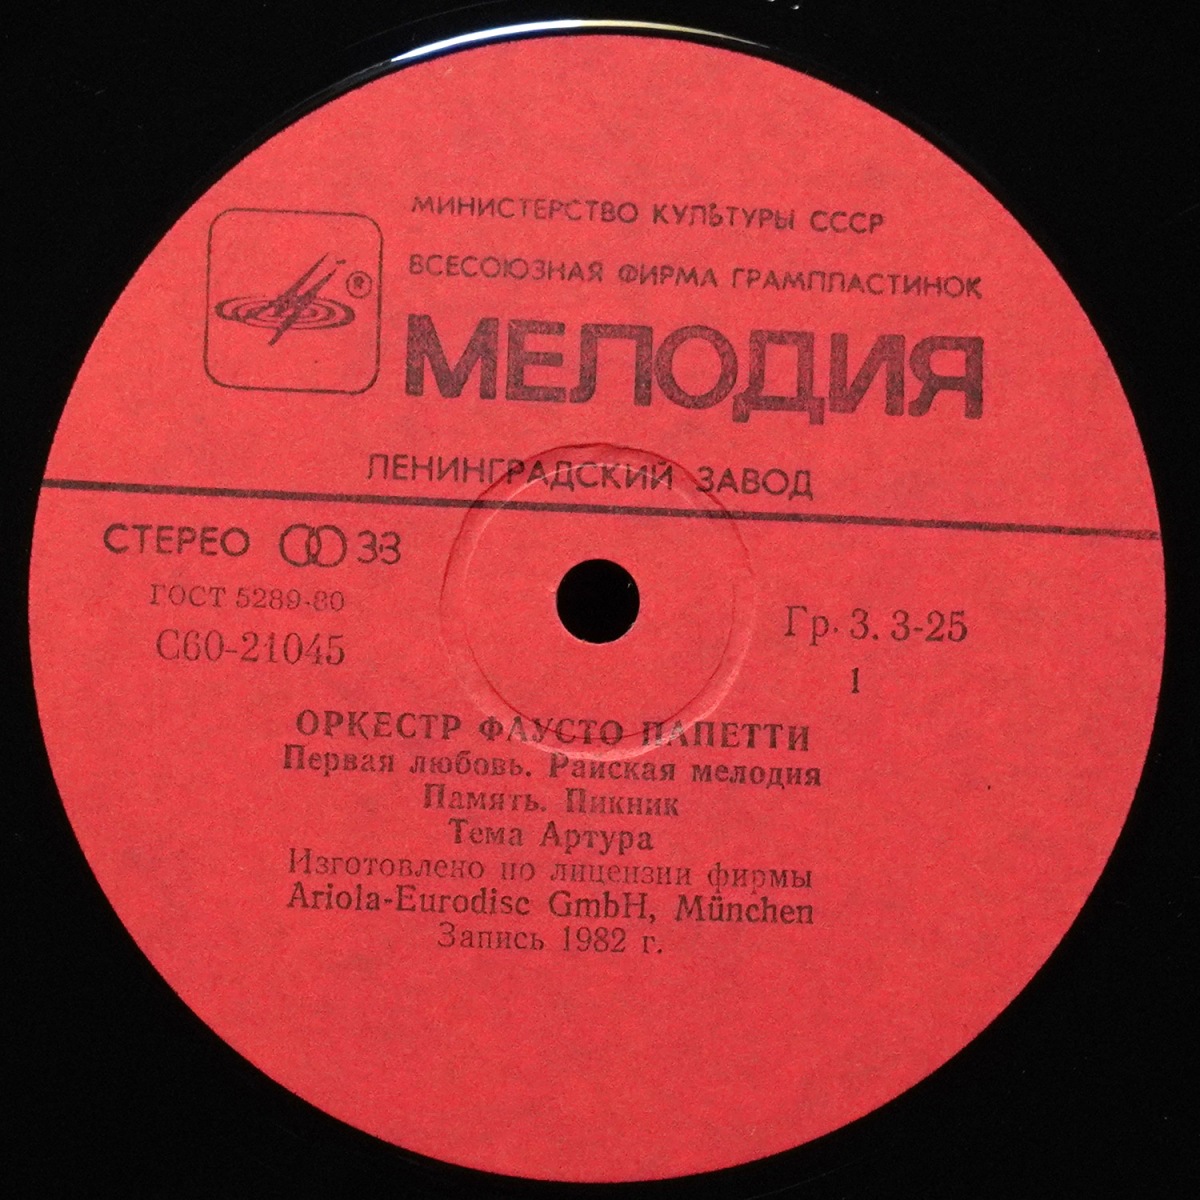 МИНИСТЕРСТВО КУЛЬТУРЫ СССР
ВСЕСОЮЗНАЯ ФИРМА ГРАМПЛАСТИНОК
®
МЕЛОДИЯ
ЛЕНИНГРАДСКИЙ ЗАВОД
СТЕРЕО 33
ГОСТ 5289-80
С60-21045
Гр. 3. 3-25
1
ОРКЕСТР ФАУСТО ПАПЕТТИ
Первая любовь. Райская мелодия
Память. Пикник
Тема Артура
Изготовлено по лицензии фирмы
Ariola-Eurodisc GmbH, München
Запись 1982 г.